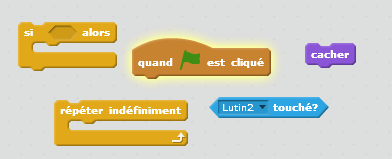 si alors
quand est cliqué
cacher
répéter indéfiniment
Lutin2 touché?